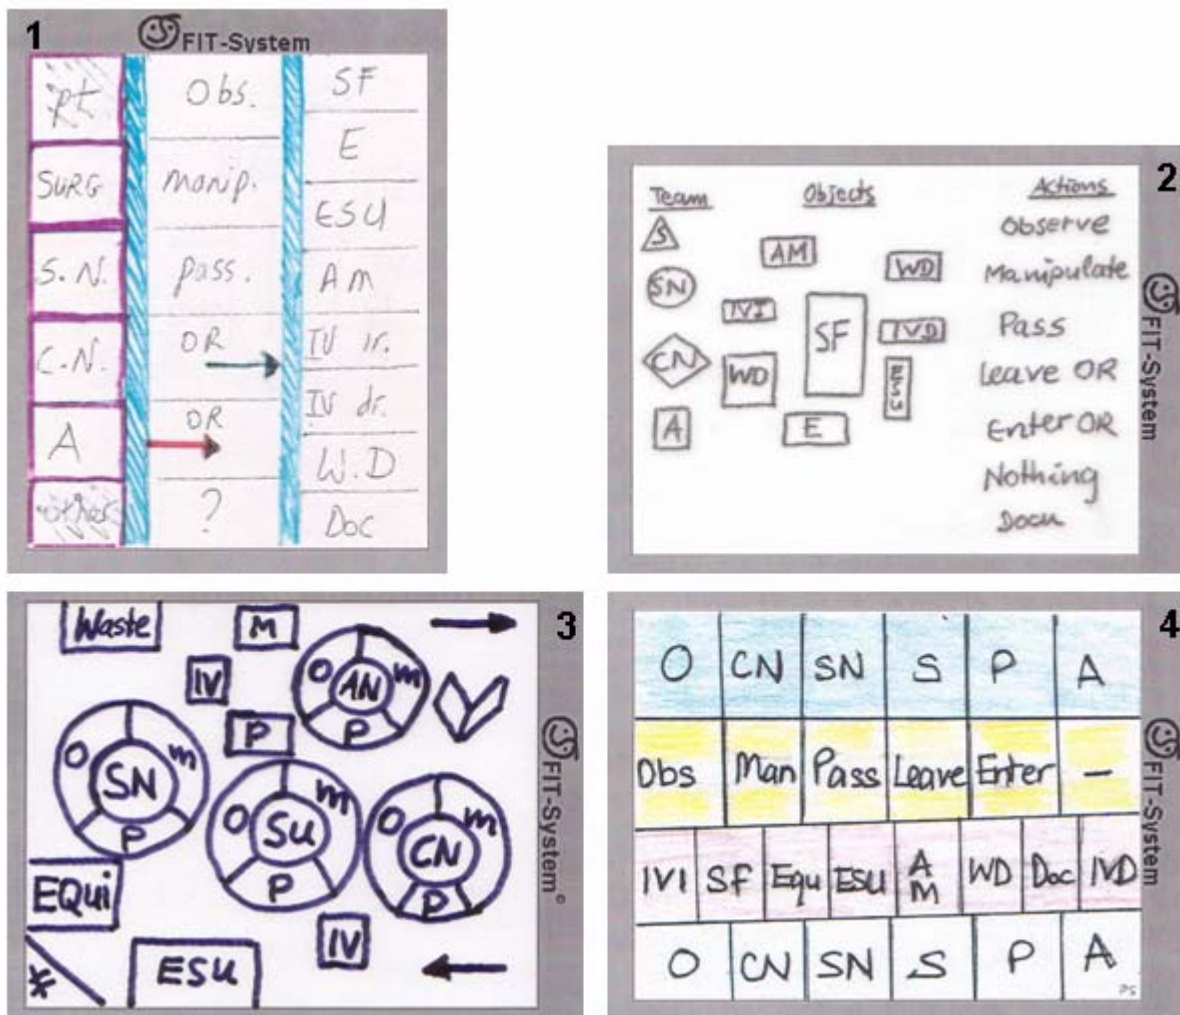 1
FIT-System
pt Obs. SF
SURG Manip. E
S.N. pass. ESU
C.N. OR AM
A OR IV ir.
other ? IV dr.
W.D
Doc
2
Team Objects Actions
S AM WD Observe
SN IVI SF IVD Manipulate
CN WD Pass
A E Leave OR
Enter OR
Nothing
Docu
FIT-System
3
Waste M
IV O AN m
P P
O SN m
P
O SU m
P
O CN m
P
EQUi
IV
* ESU
FIT-System®
4
O CN SN S P A
Obs Man Pass Leave Enter —
IVI SF Equ ESU AM WD Doc IVD
O CN SN S P A
PS
FIT-System